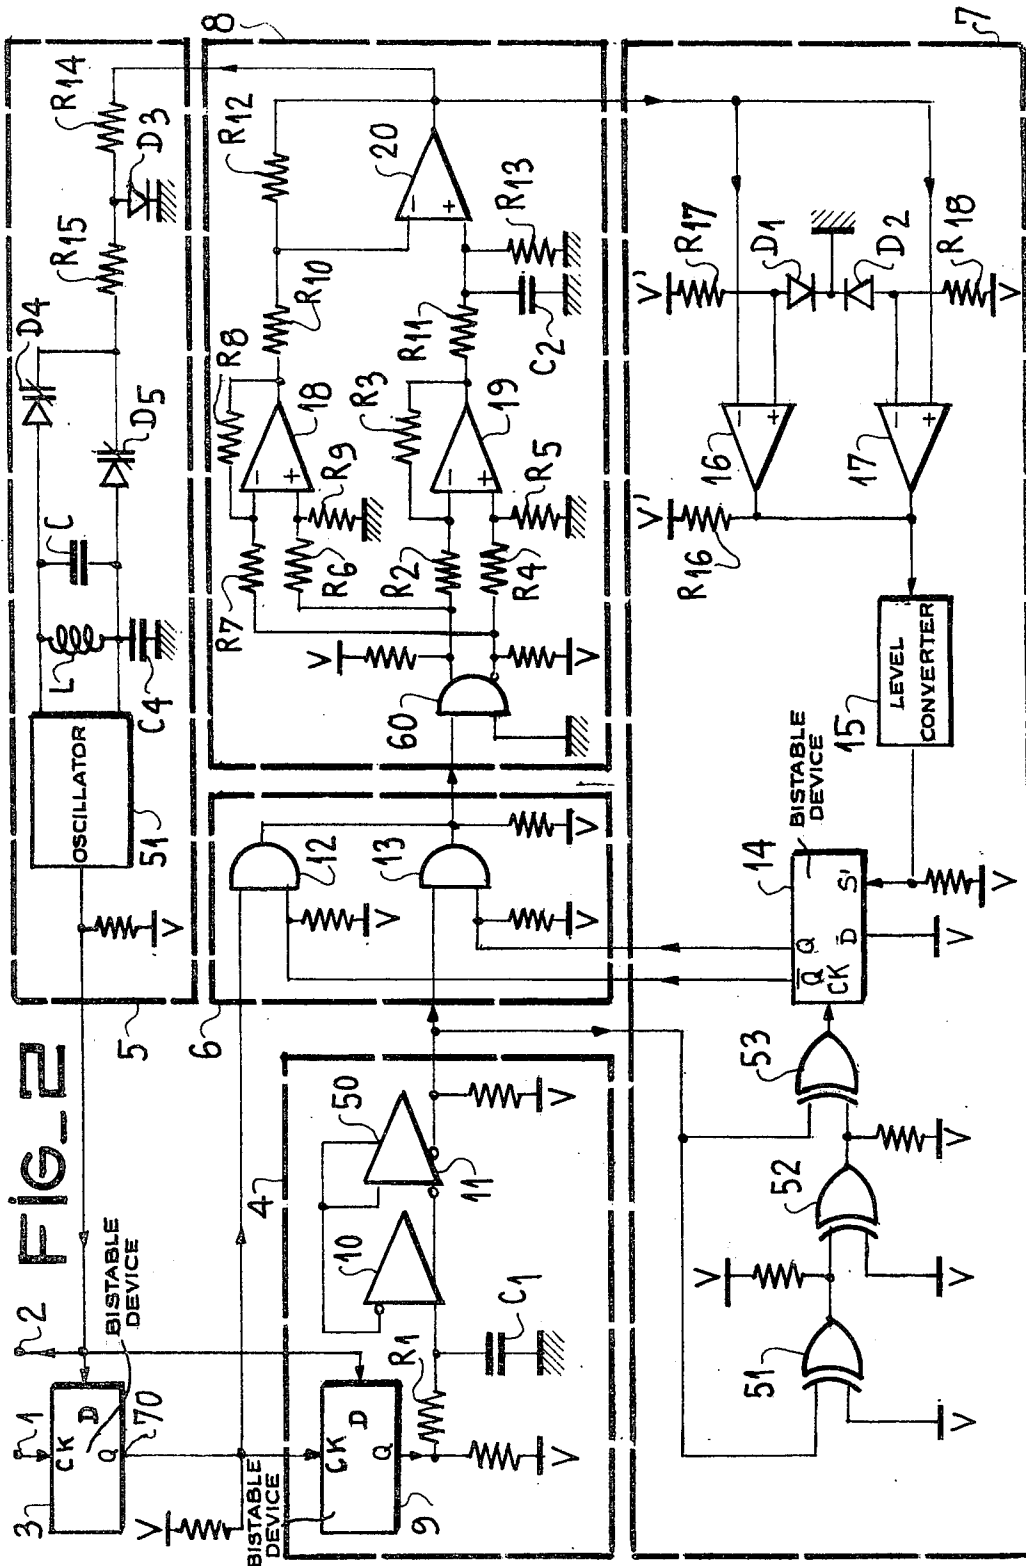 FiG_2
3
1
2
CK
D
Q
70
BISTABLE
DEVICE
V
5
OSCILLATOR
51
V
L
C4
C
D4
D5
R15
D3
R14
6
12
V
13
V
V
8
60
V
V
R7
R6
R2
R4
R8
R9
R3
R5
18
19
−
+
−
+
R10
R11
C2
R12
R13
20
−
+
4
BISTABLE
DEVICE
CK
D
Q
9
R1
V
C1
10
50
11
V
7
51
V
V
52
V
V
53
14
BISTABLE
DEVICE
Q
Q
CK
D
S'
V
V
15
LEVEL
CONVERTER
V'
R16
16
17
−
+
−
+
V'
R17
D1
D2
R18
V